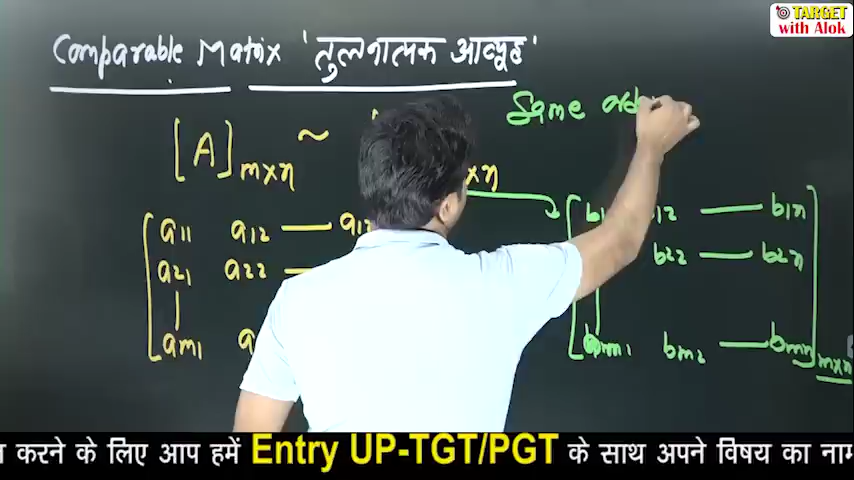 TARGET
with Alok
Comparable Matrix 'तुलनात्मक आव्यूह'
Same
[A]m×n ~
×n
a11 a12 — a1
b12 — b1n
a21 a22 —
b22 — b2n
am1 a
bm1 bm2 — bmn
m×n
करने के लिए आप हमें Entry UP-TGT/PGT के साथ अपने विषय का